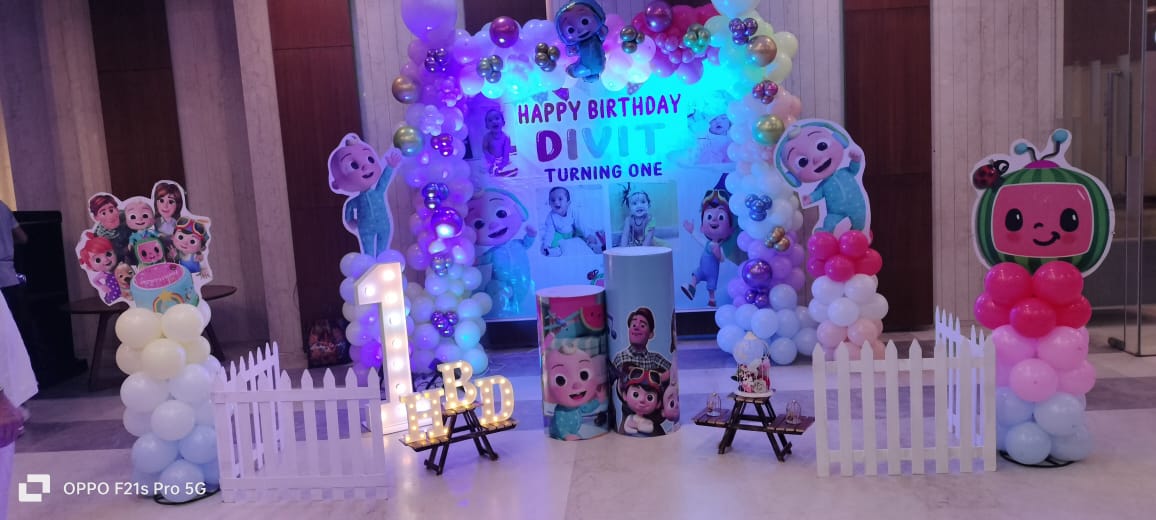 HAPPY BIRTHDAY
DIVIT
TURNING ONE
1
HBD
OPPO F21s Pro 5G